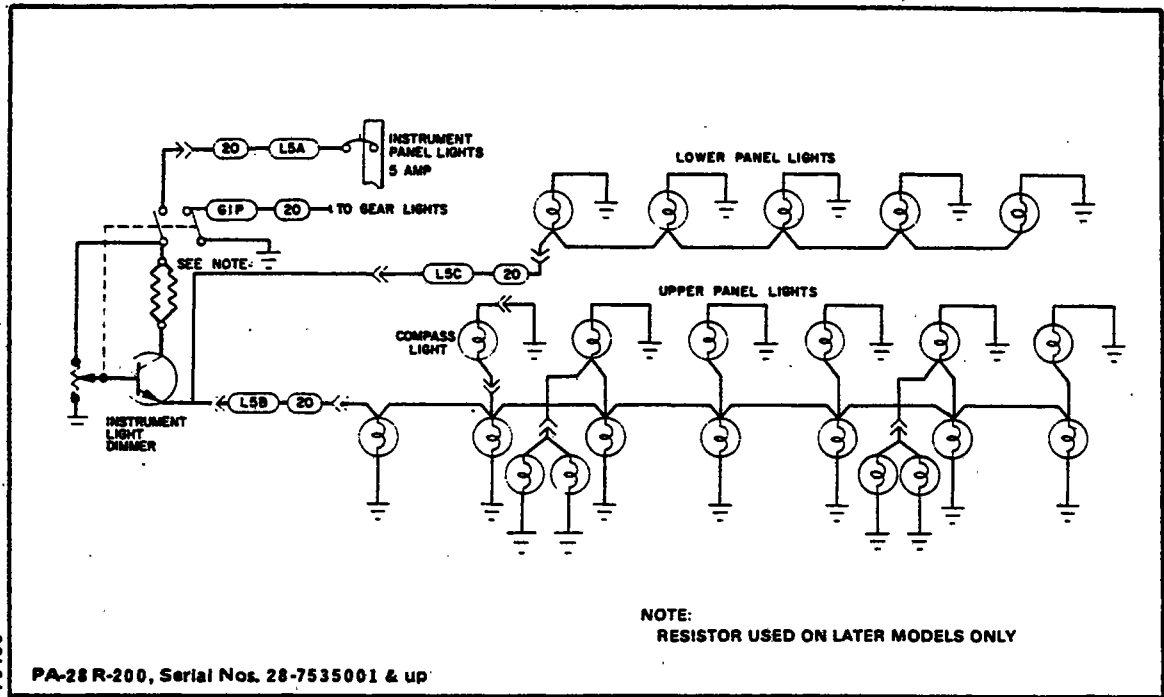 20 L5A
INSTRUMENT
PANEL LIGHTS
5 AMP
G1P 20 TO GEAR LIGHTS
SEE NOTE
LOWER PANEL LIGHTS
L5C 20
UPPER PANEL LIGHTS
COMPASS
LIGHT
L5B 20
INSTRUMENT
LIGHT
DIMMER
NOTE:
RESISTOR USED ON LATER MODELS ONLY
PA-28R-200, Serial Nos. 28-7535001 & up